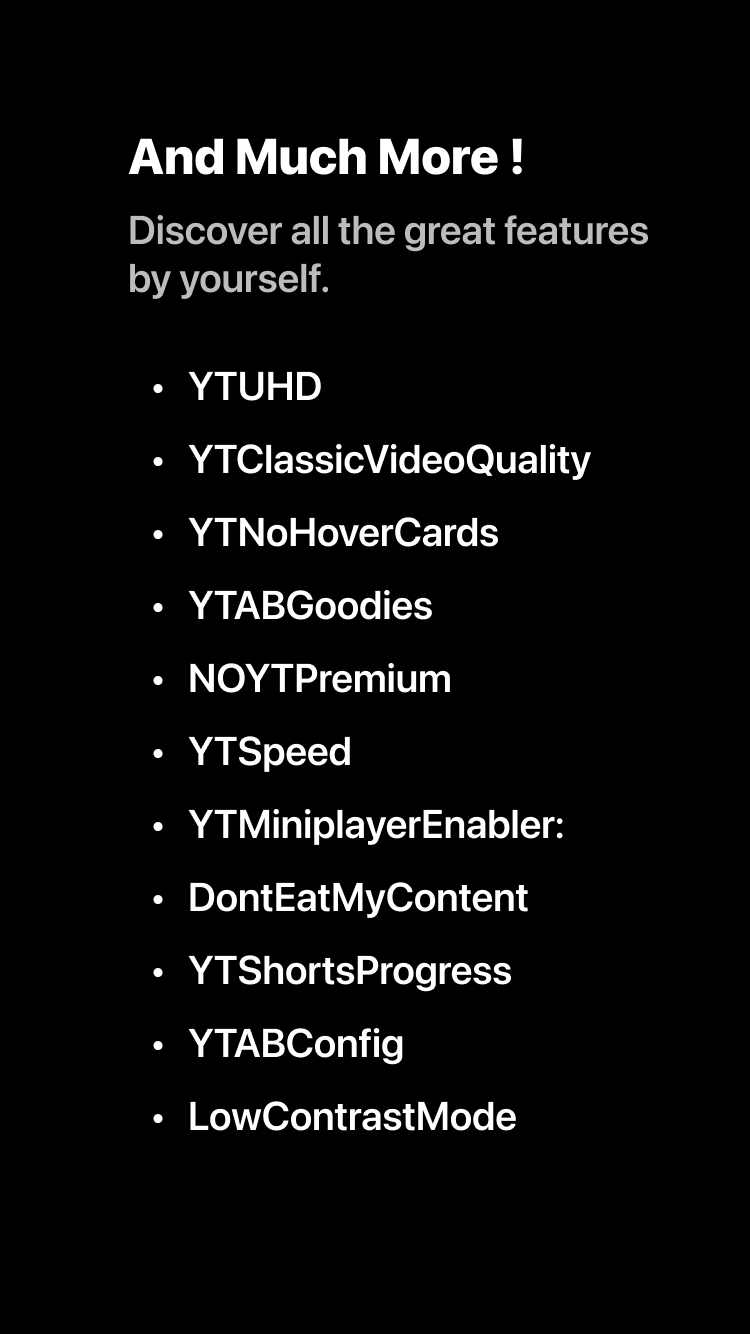 And Much More !
Discover all the great features
by yourself.
• YTUHD
• YTClassicVideoQuality
• YTNoHoverCards
• YTABGoodies
• NOYTPremium
• YTSpeed
• YTMiniplayerEnabler:
• DontEatMyContent
• YTShortsProgress
• YTABConfig
• LowContrastMode